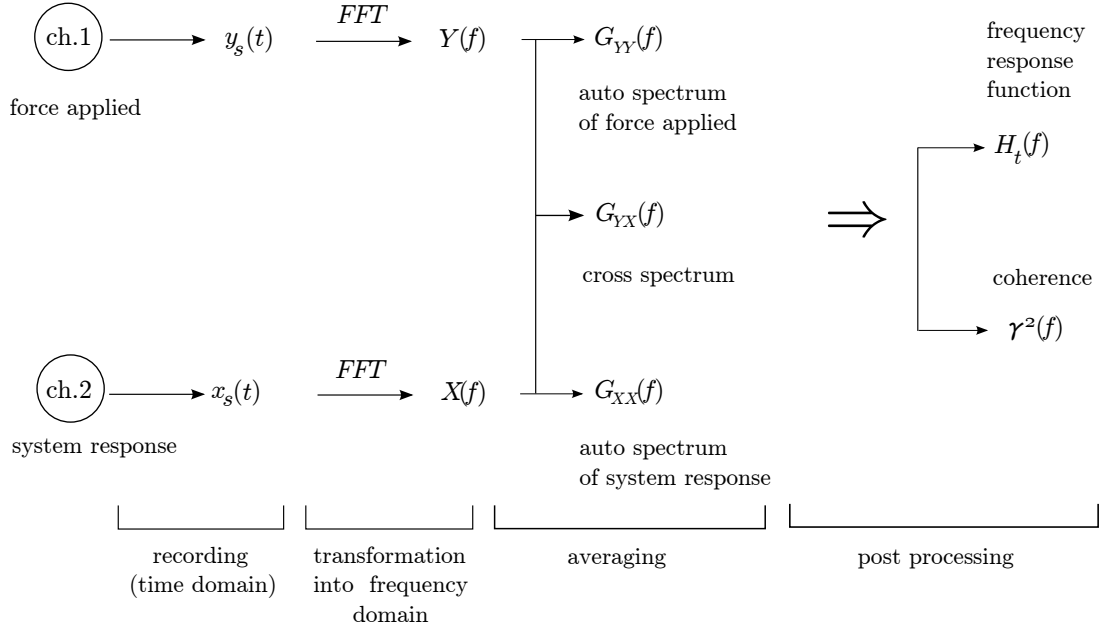 ch.1
y_s(t)
FFT
Y(f)
G_YY(f)
force applied
auto spectrum
of force applied
frequency
response
function
H_t(f)
G_YX(f)
cross spectrum
⇒
coherence
γ²(f)
ch.2
x_s(t)
FFT
X(f)
G_XX(f)
system response
auto spectrum
of system response
recording
(time domain)
transformation
into frequency
domain
averaging
post processing